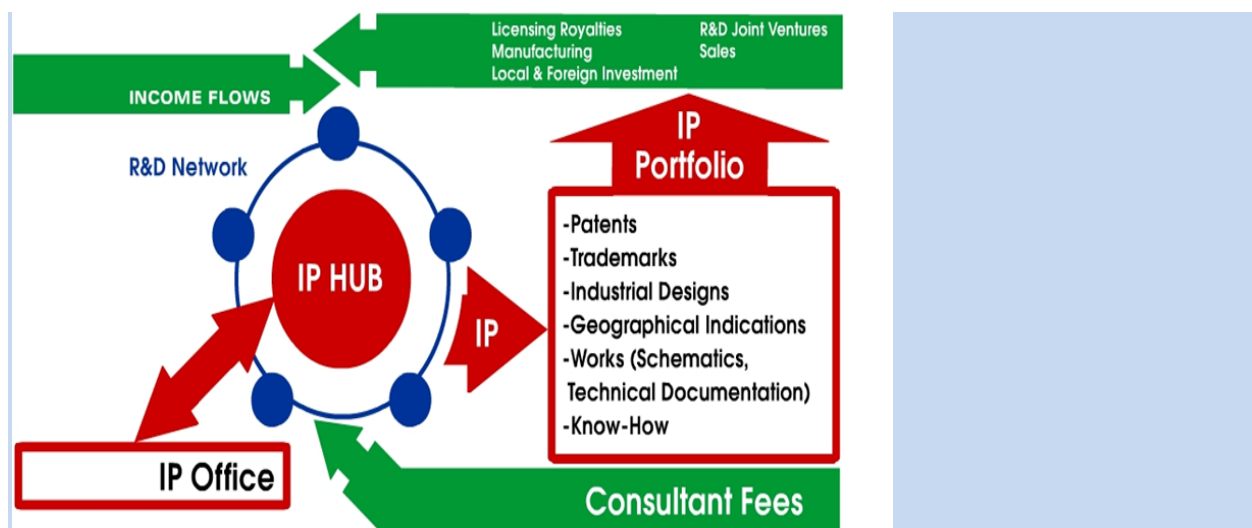 Licensing Royalties
Manufacturing
Local & Foreign Investment
R&D Joint Ventures
Sales
INCOME FLOWS
R&D Network
IP
Portfolio
IP HUB
IP
-Patents
-Trademarks
-Industrial Designs
-Geographical Indications
-Works (Schematics,
Technical Documentation)
-Know-How
IP Office
Consultant Fees